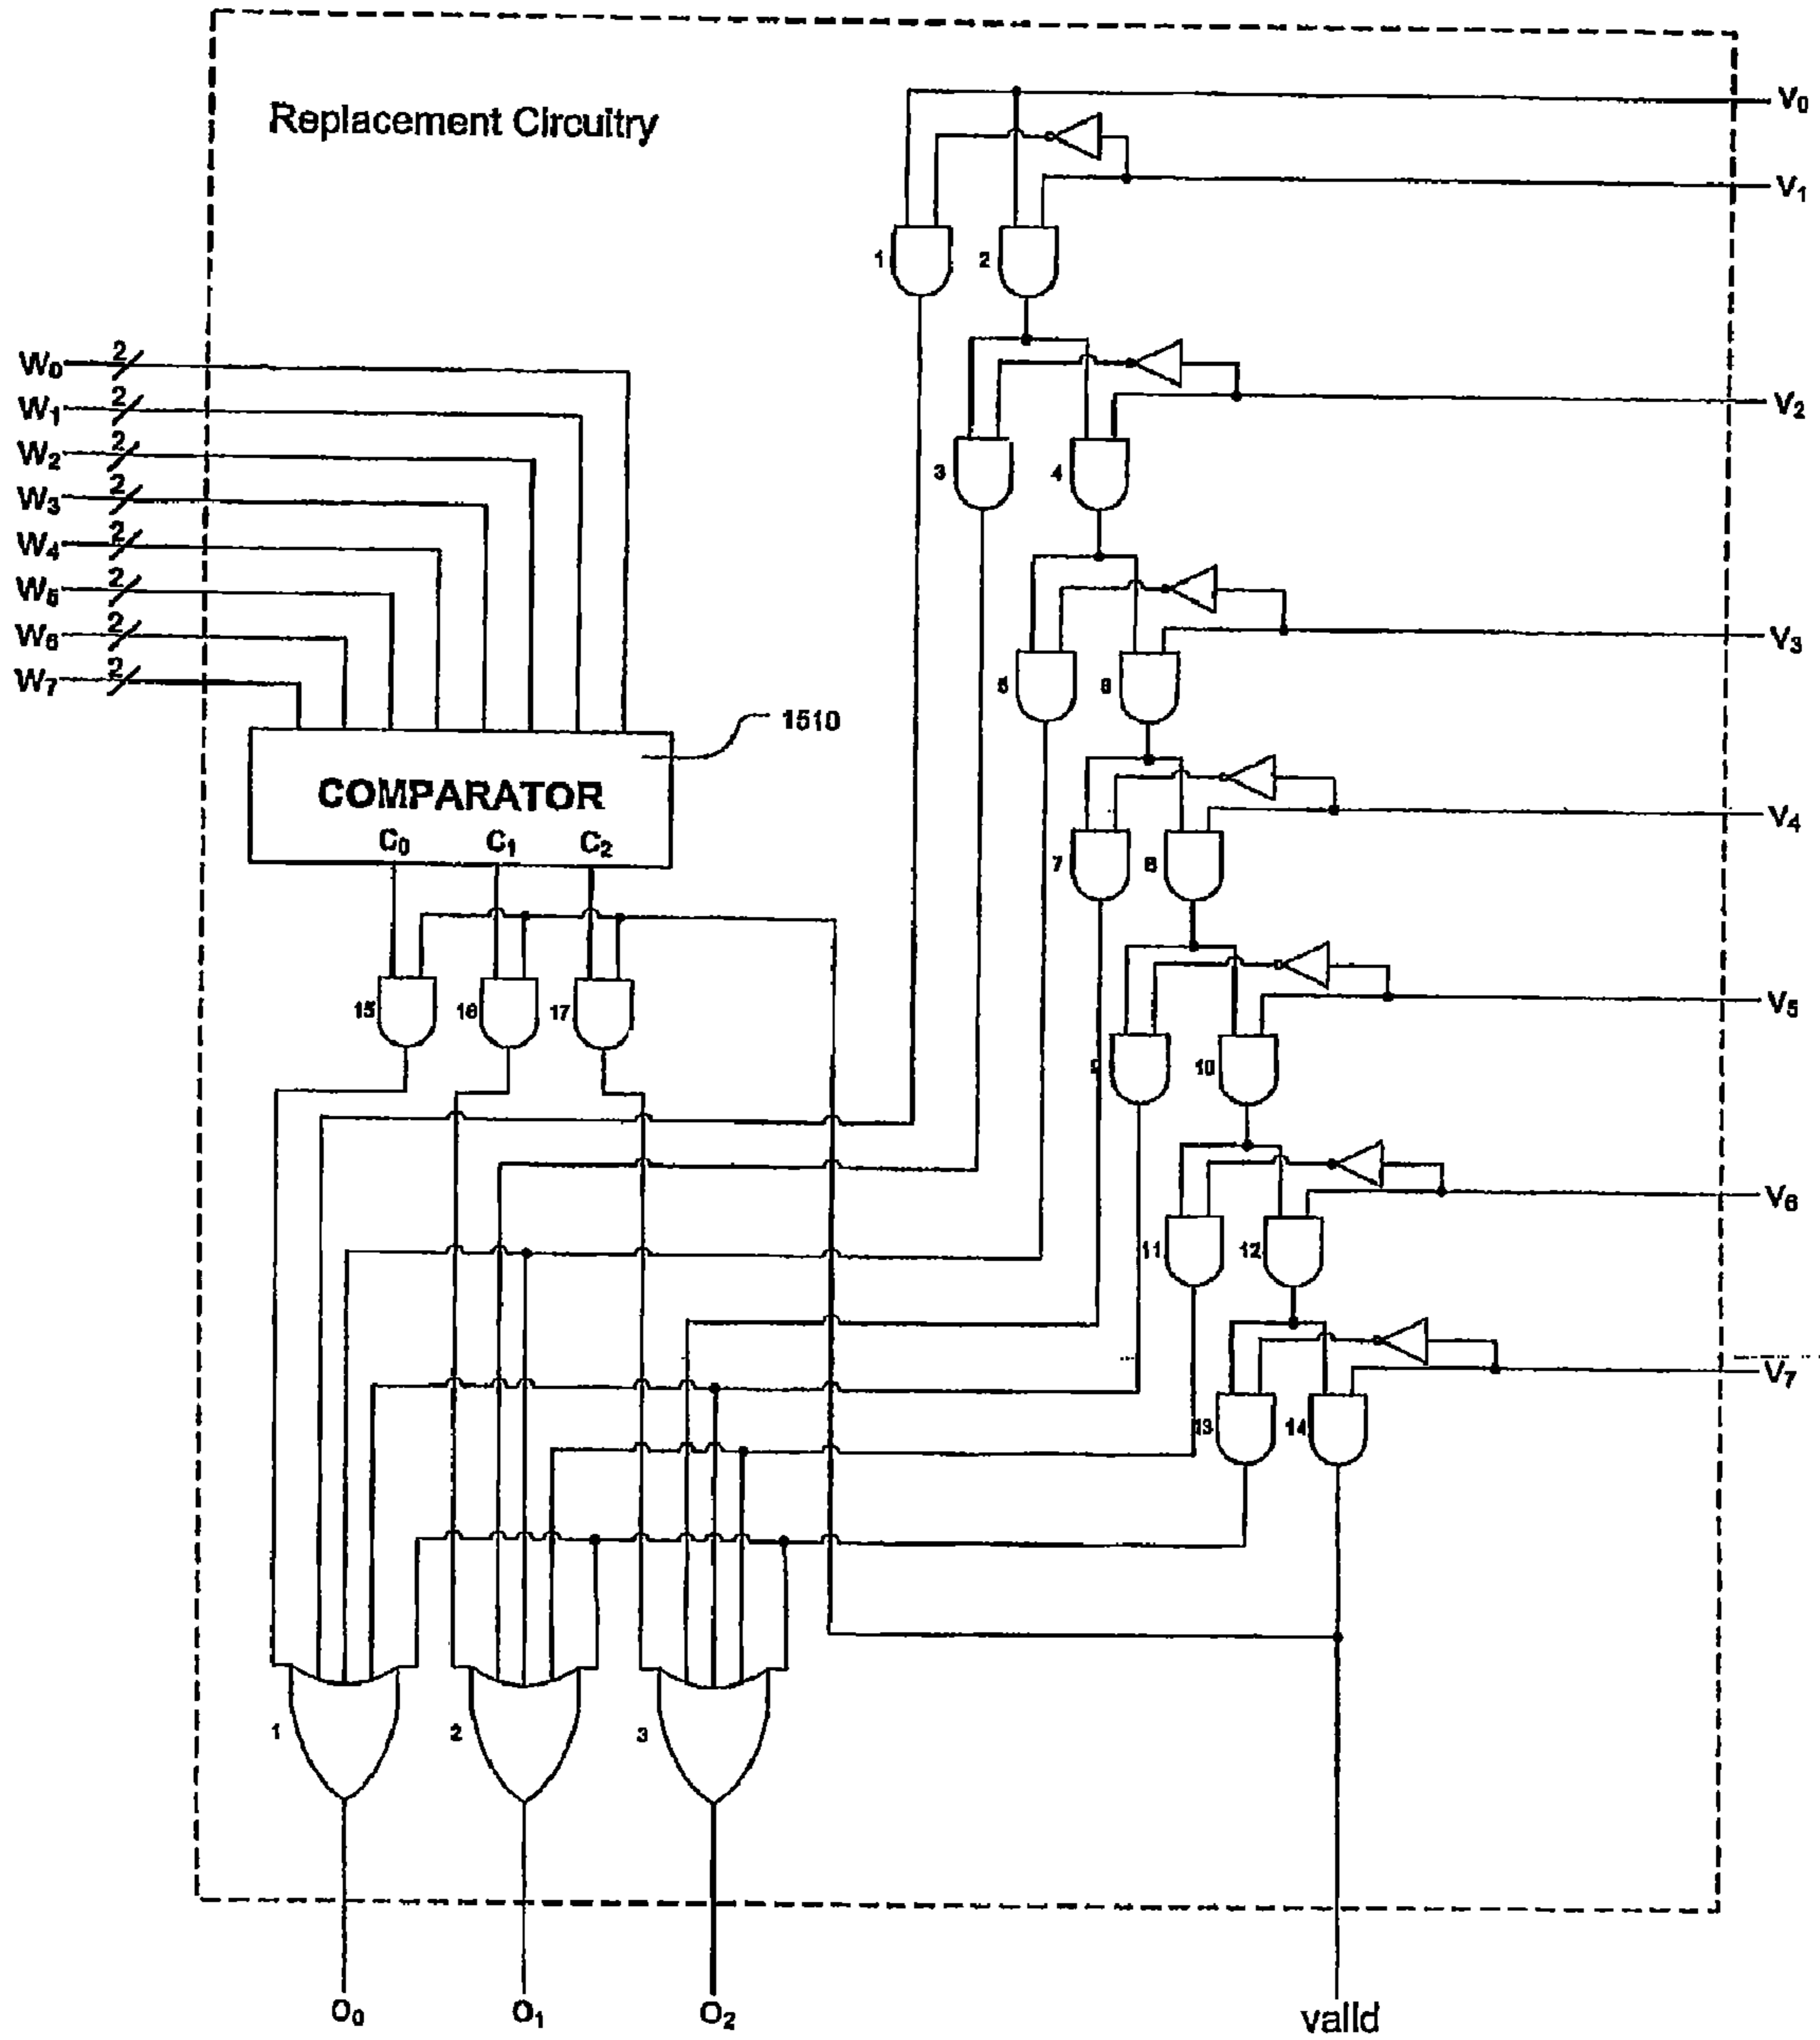 Replacement Circuitry
V0
V1
1
2
W0
2
W1
2
W2
2
W3
2
W4
2
W5
2
W6
2
W7
2
V2
3
4
V3
5
6
1510
COMPARATOR
C0
C1
C2
V4
7
8
15
16
17
V5
9
10
V6
11
12
V7
13
14
1
2
3
O0
O1
O2
valid